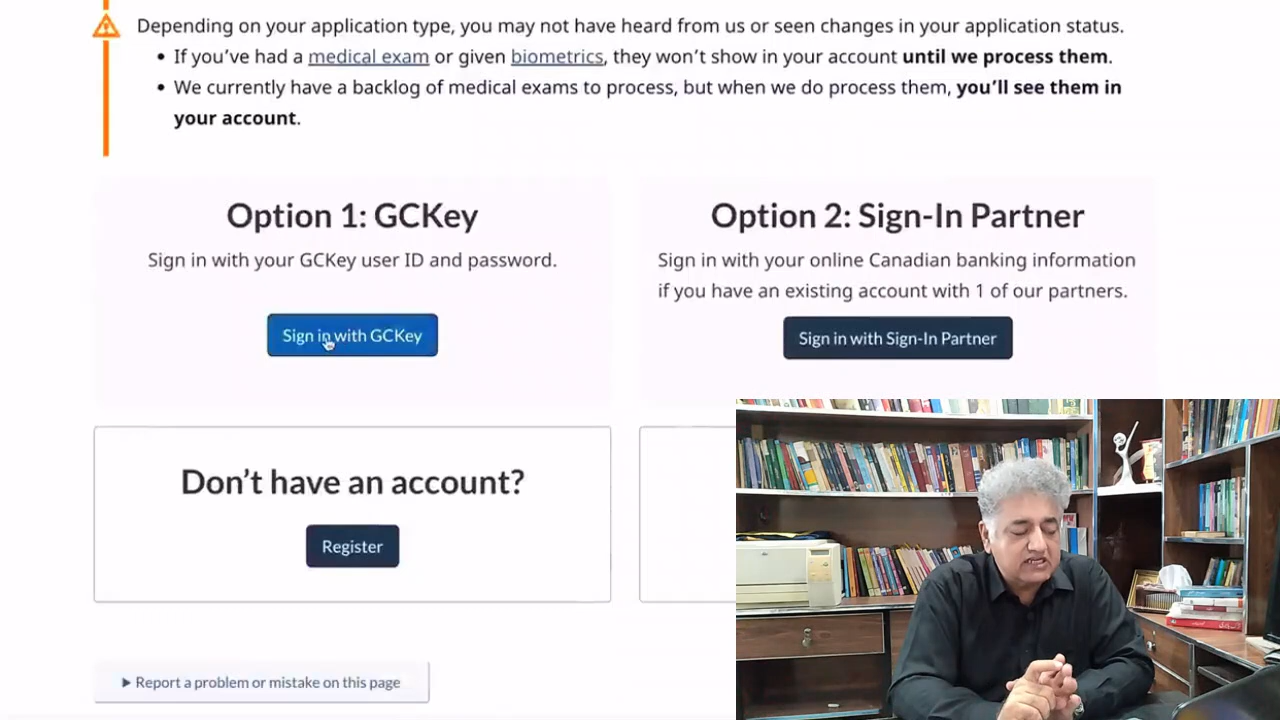 Depending on your application type, you may not have heard from us or seen changes in your application status.
• If you've had a medical exam or given biometrics, they won't show in your account until we process them.
• We currently have a backlog of medical exams to process, but when we do process them, you'll see them in
your account.
Option 1: GCKey
Sign in with your GCKey user ID and password.
Sign in with GCKey
Option 2: Sign-In Partner
Sign in with your online Canadian banking information
if you have an existing account with 1 of our partners.
Sign in with Sign-In Partner
Don't have an account?
Register
Report a problem or mistake on this page